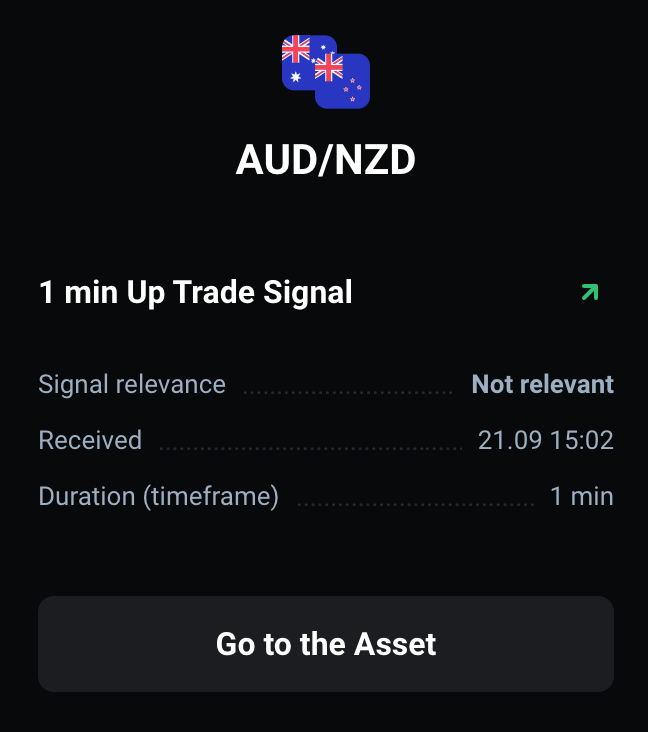 AUD/NZD
1 min Up Trade Signal
Signal relevance Not relevant
Received 21.09 15:02
Duration (timeframe) 1 min
Go to the Asset